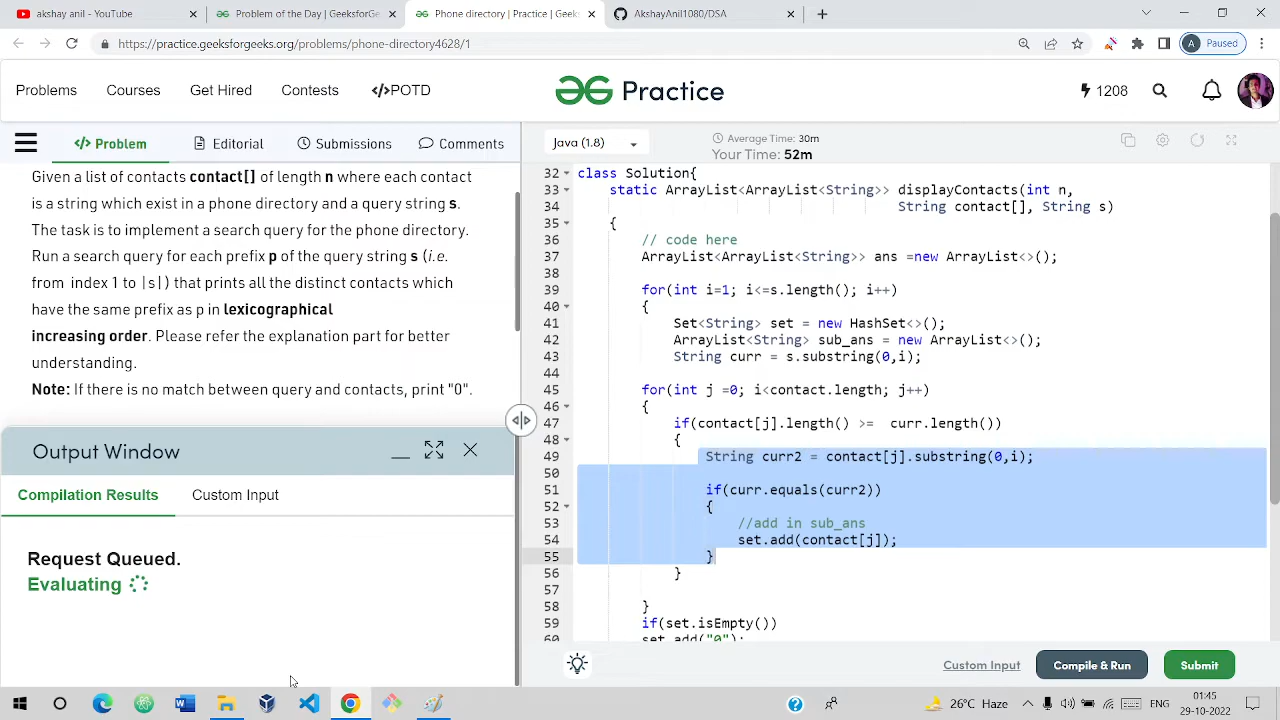 akshay anil - YouTube
Problem of the Day | GeeksforGe
Phone directory | Practice | Geek
AkshayAnil1080/DSA
https://practice.geeksforgeeks.org/problems/phone-directory4628/1
A Paused
Problems
Courses
Get Hired
Contests
</>POTD
Practice
1208
</> Problem
Editorial
Submissions
Comments
Java (1.8)
Average Time: 30m
Your Time: 52m
Given a list of contacts contact[] of length n where each contact
is a string which exist in a phone directory and a query string s.
The task is to implement a search query for the phone directory.
Run a search query for each prefix p of the query string s (i.e.
from index 1 to |s|) that prints all the distinct contacts which
have the same prefix as p in lexicographical
increasing order. Please refer the explanation part for better
understanding.
Note: If there is no match between query and contacts, print "0".
Output Window
Compilation Results
Custom Input
Request Queued.
Evaluating
32 class Solution{
33 static ArrayList<ArrayList<String>> displayContacts(int n,
34 String contact[], String s)
35 {
36 // code here
37 ArrayList<ArrayList<String>> ans =new ArrayList<>();
38
39 for(int i=1; i<=s.length(); i++)
40 {
41 Set<String> set = new HashSet<>();
42 ArrayList<String> sub_ans = new ArrayList<>();
43 String curr = s.substring(0,i);
44
45 for(int j =0; i<contact.length; j++)
46 {
47 if(contact[j].length() >= curr.length())
48 {
49 String curr2 = contact[j].substring(0,i);
50
51 if(curr.equals(curr2))
52 {
53 //add in sub_ans
54 set.add(contact[j]);
55 }
56 }
57
58 }
59 if(set.isEmpty())
60 set.add("0");
Custom Input
Compile & Run
Submit
26°C Haze
01:45
29-10-2022